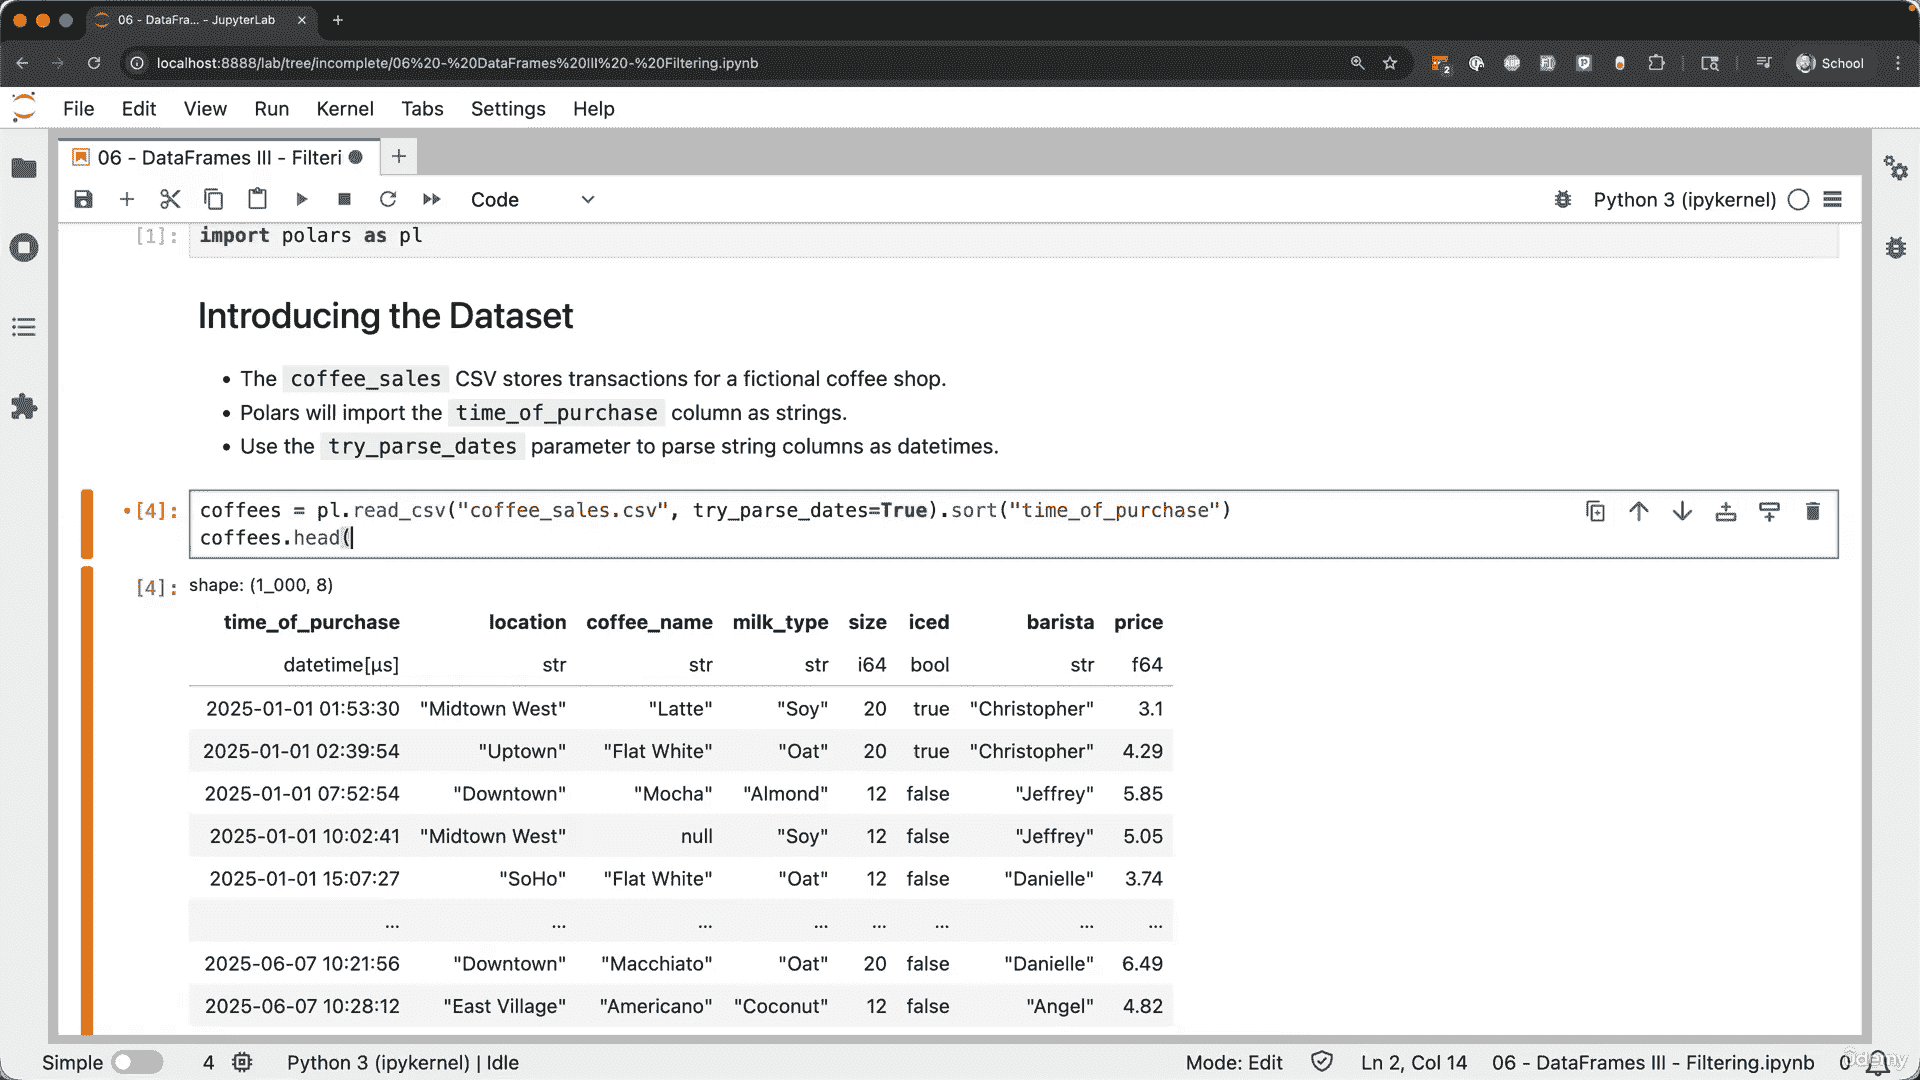 06 - DataFra... - JupyterLab
localhost:8888/lab/tree/incomplete/06%20-%20DataFrames%20III%20-%20Filtering.ipynb
2
School
File Edit View Run Kernel Tabs Settings Help
06 - DataFrames III - Filteri
Code
Python 3 (ipykernel)
[1]: import polars as pl
Introducing the Dataset
• The coffee_sales CSV stores transactions for a fictional coffee shop.
• Polars will import the time_of_purchase column as strings.
• Use the try_parse_dates parameter to parse string columns as datetimes.
[4]: coffees = pl.read_csv("coffee_sales.csv", try_parse_dates=True).sort("time_of_purchase")
coffees.head(
[4]: shape: (1_000, 8)
time_of_purchase location coffee_name milk_type size iced barista price
datetime[μs] str str str i64 bool str f64
2025-01-01 01:53:30 "Midtown West" "Latte" "Soy" 20 true "Christopher" 3.1
2025-01-01 02:39:54 "Uptown" "Flat White" "Oat" 20 true "Christopher" 4.29
2025-01-01 07:52:54 "Downtown" "Mocha" "Almond" 12 false "Jeffrey" 5.85
2025-01-01 10:02:41 "Midtown West" null "Soy" 12 false "Jeffrey" 5.05
2025-01-01 15:07:27 "SoHo" "Flat White" "Oat" 12 false "Danielle" 3.74
... ... ... ... ... ... ... ...
2025-06-07 10:21:56 "Downtown" "Macchiato" "Oat" 20 false "Danielle" 6.49
2025-06-07 10:28:12 "East Village" "Americano" "Coconut" 12 false "Angel" 4.82
Simple 4 Python 3 (ipykernel) | Idle Mode: Edit Ln 2, Col 14 06 - DataFrames III - Filtering.ipynb 0
udemy